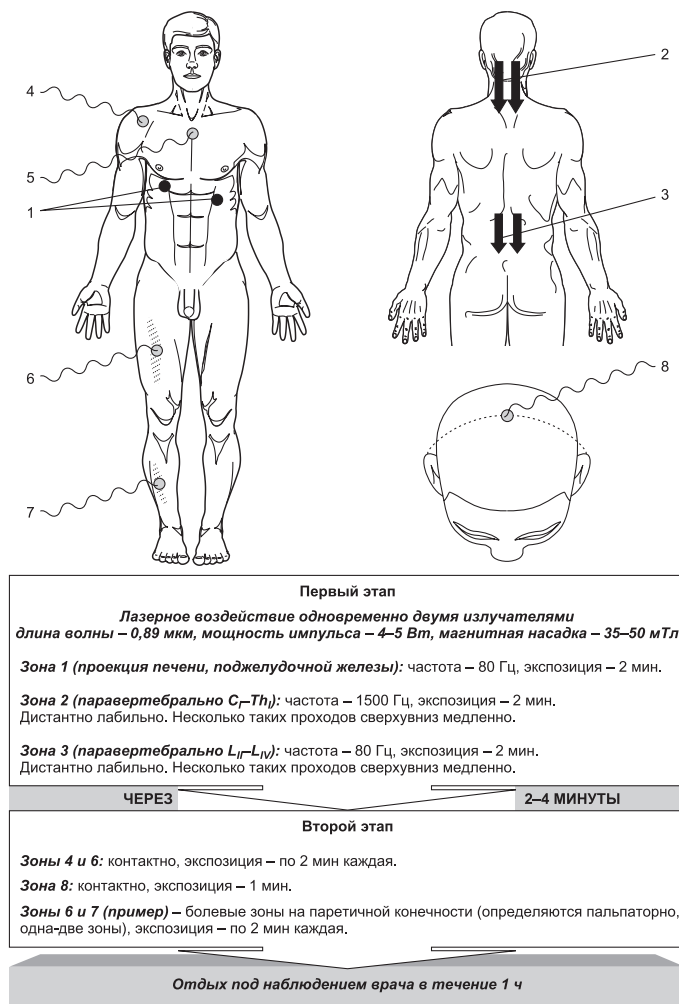 4
5
1
6
7
2
3
8
Первый этап
Лазерное воздействие одновременно двумя излучателями
длина волны – 0,89 мкм, мощность импульса – 4–5 Вт, магнитная насадка – 35–50 мТл
Зона 1 (проекция печени, поджелудочной железы): частота – 80 Гц, экспозиция – 2 мин.
Зона 2 (паравертебрально C_I–Th_I): частота – 1500 Гц, экспозиция – 2 мин.
Дистантно лабильно. Несколько таких проходов сверхувниз медленно.
Зона 3 (паравертебрально L_II–L_IV): частота – 80 Гц, экспозиция – 2 мин.
Дистантно лабильно. Несколько таких проходов сверхувниз медленно.
ЧЕРЕЗ 2–4 МИНУТЫ
Второй этап
Зоны 4 и 6: контактно, экспозиция – по 2 мин каждая.
Зона 8: контактно, экспозиция – 1 мин.
Зоны 6 и 7 (пример) – болевые зоны на паретичной конечности (определяются пальпаторно,
одна-две зоны), экспозиция – по 2 мин каждая.
Отдых под наблюдением врача в течение 1 ч